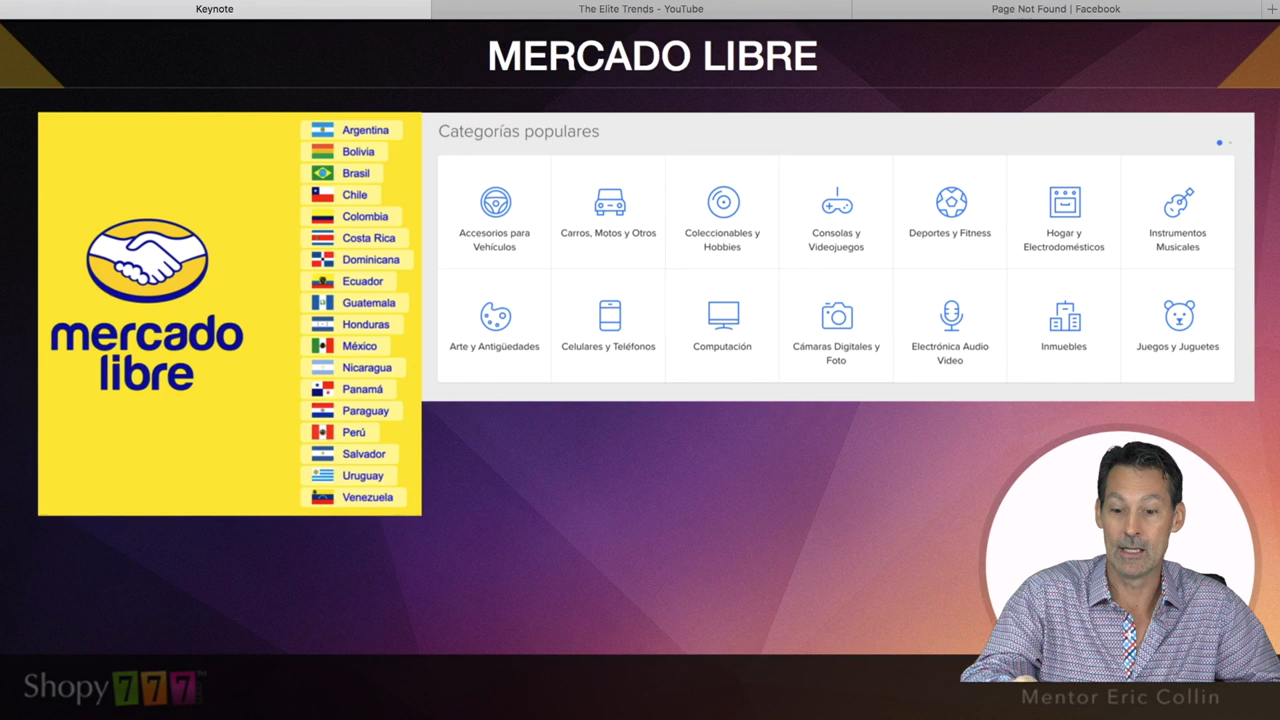 Keynote
The Elite Trends - YouTube
Page Not Found | Facebook
MERCADO LIBRE
mercado
libre
Argentina
Bolivia
Brasil
Chile
Colombia
Costa Rica
Dominicana
Ecuador
Guatemala
Honduras
México
Nicaragua
Panamá
Paraguay
Perú
Salvador
Uruguay
Venezuela
Categorías populares
Accesorios para
Vehículos
Carros, Motos y Otros
Coleccionables y
Hobbies
Consolas y
Videojuegos
Deportes y Fitness
Hogar y
Electrodomésticos
Instrumentos
Musicales
Arte y Antigüedades
Celulares y Teléfonos
Computación
Cámaras Digitales y
Foto
Electrónica Audio
Video
Inmuebles
Juegos y Juguetes
Shopy777
Mentor Eric Collin